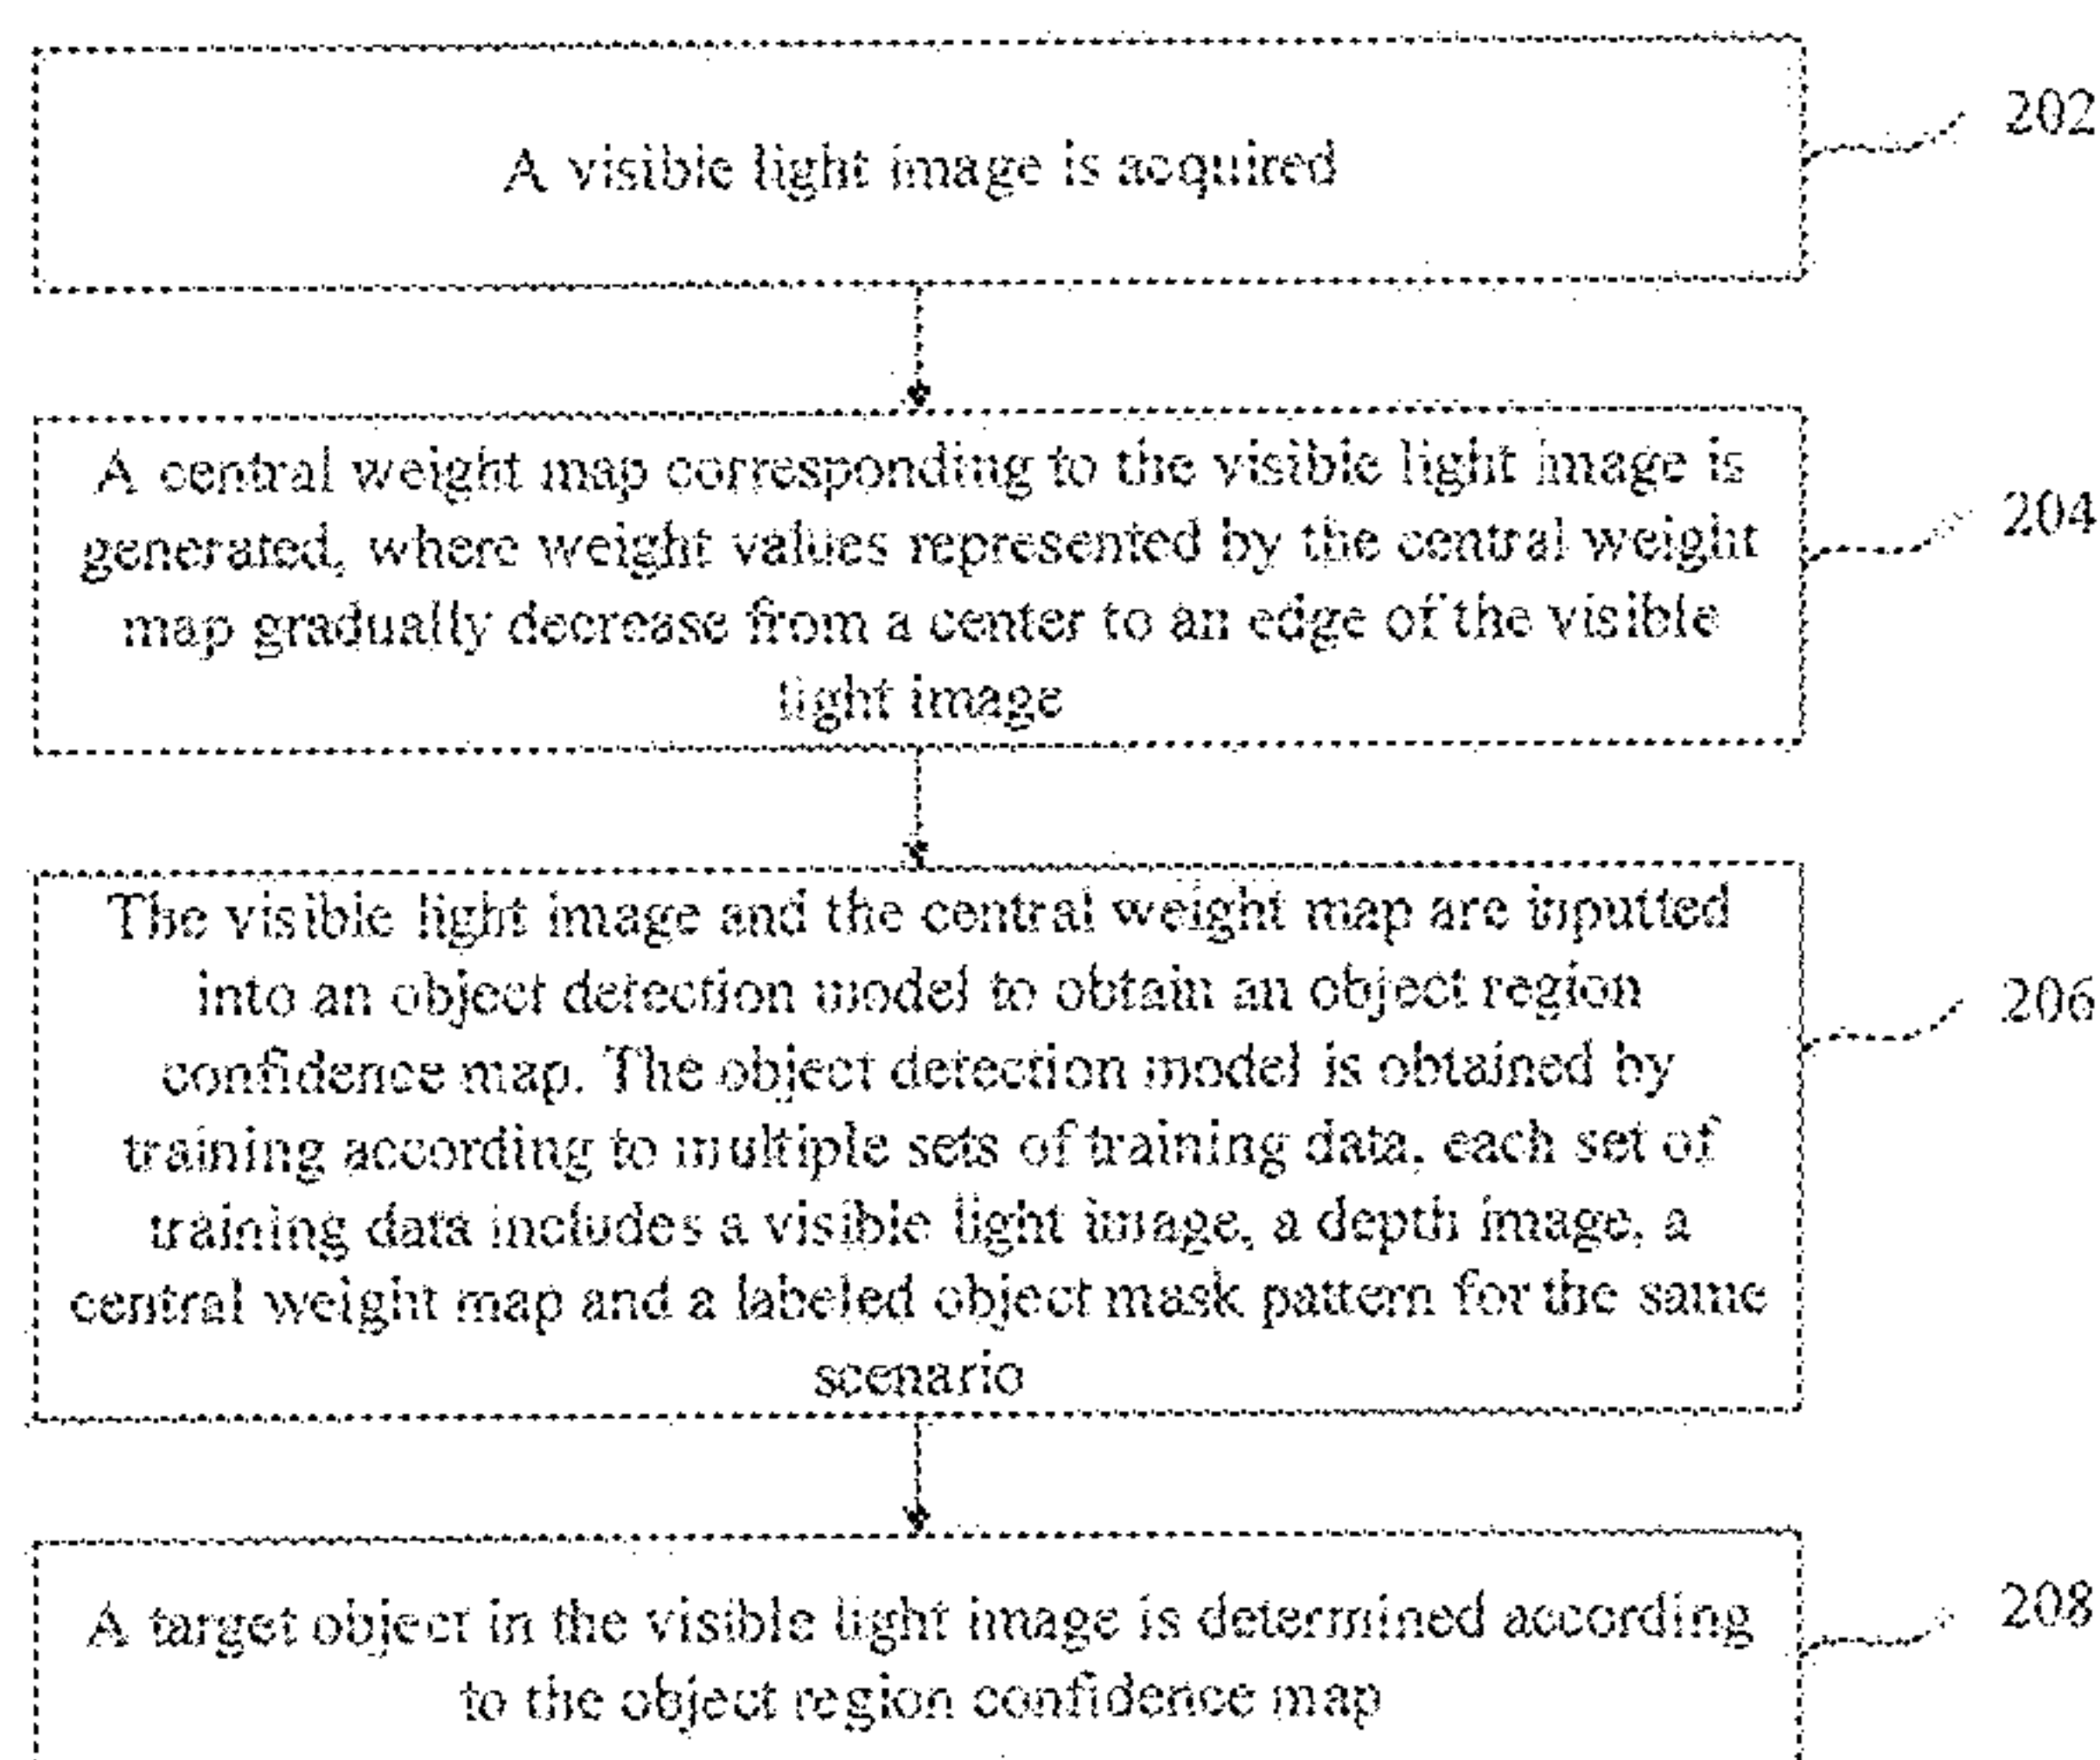 A visible light image is acquired
202
A central weight map corresponding to the visible light image is
generated, where weight values represented by the central weight
map gradually decrease from a center to an edge of the visible
light image
204
The visible light image and the central weight map are inputted
into an object detection model to obtain an object region
confidence map. The object detection model is obtained by
training according to multiple sets of training data, each set of
training data includes a visible light image, a depth image, a
central weight map and a labeled object mask pattern for the same
scenario
206
A target object in the visible light image is determined according
to the object region confidence map
208